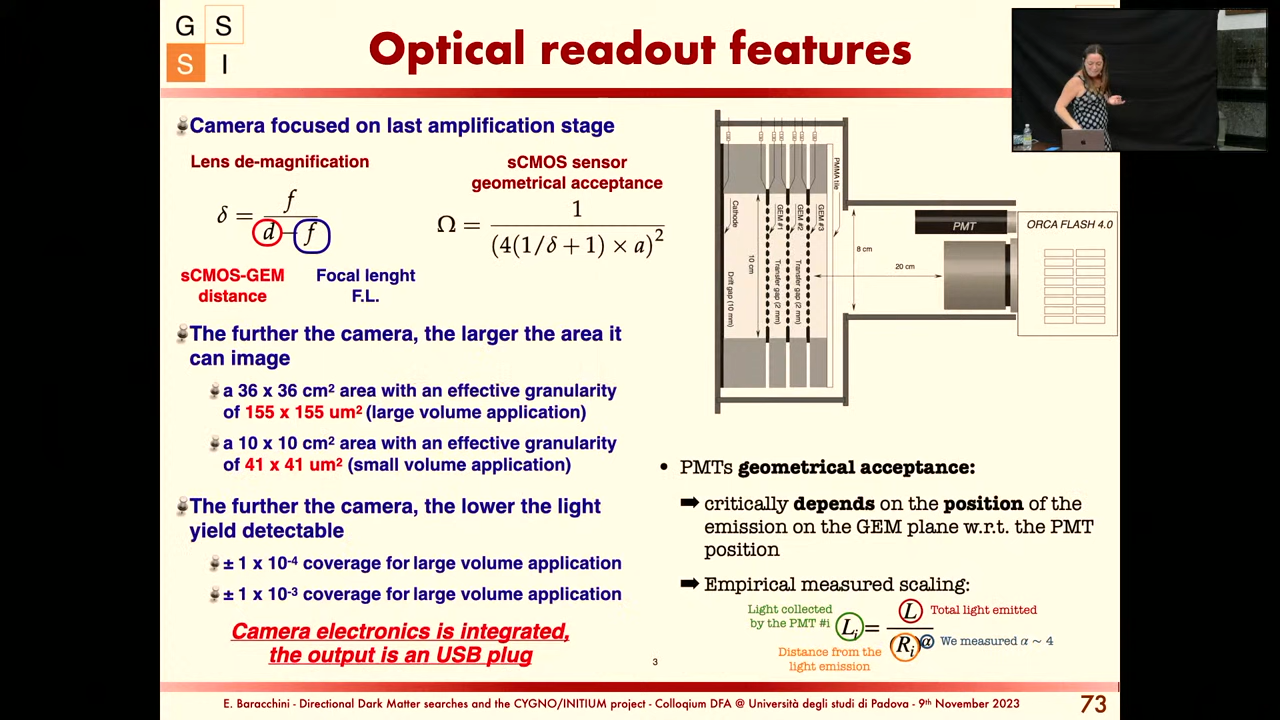 G S
S I
Optical readout features
Camera focused on last amplification stage
Lens de-magnification
δ = f / (d − f)
sCMOS-GEM
distance
Focal lenght
F.L.
sCMOS sensor
geometrical acceptance
Ω = 1 / (4(1/δ + 1) × a)²
The further the camera, the larger the area it
can image
a 36 x 36 cm² area with an effective granularity
of 155 x 155 um² (large volume application)
a 10 x 10 cm² area with an effective granularity
of 41 x 41 um² (small volume application)
The further the camera, the lower the light
yield detectable
± 1 x 10⁻⁴ coverage for large volume application
± 1 x 10⁻³ coverage for large volume application
Camera electronics is integrated,
the output is an USB plug
Cathode
Drift gap (10 mm)
10 cm
GEM #1
Transfer gap (2 mm)
GEM #2
Transfer gap (2 mm)
GEM #3
PMMA tile
8 cm
20 cm
PMT
ORCA FLASH 4.0
• PMTs geometrical acceptance:
➡ critically depends on the position of the
emission on the GEM plane w.r.t. the PMT
position
➡ Empirical measured scaling:
Light collected
by the PMT #i
Lᵢ = L / Rᵢ^α
Total light emitted
We measured α ~ 4
Distance from the
light emission
3
E. Baracchini - Directional Dark Matter searches and the CYGNO/INITIUM project - Colloqium DFA @ Università degli studi di Padova - 9th November 2023
73